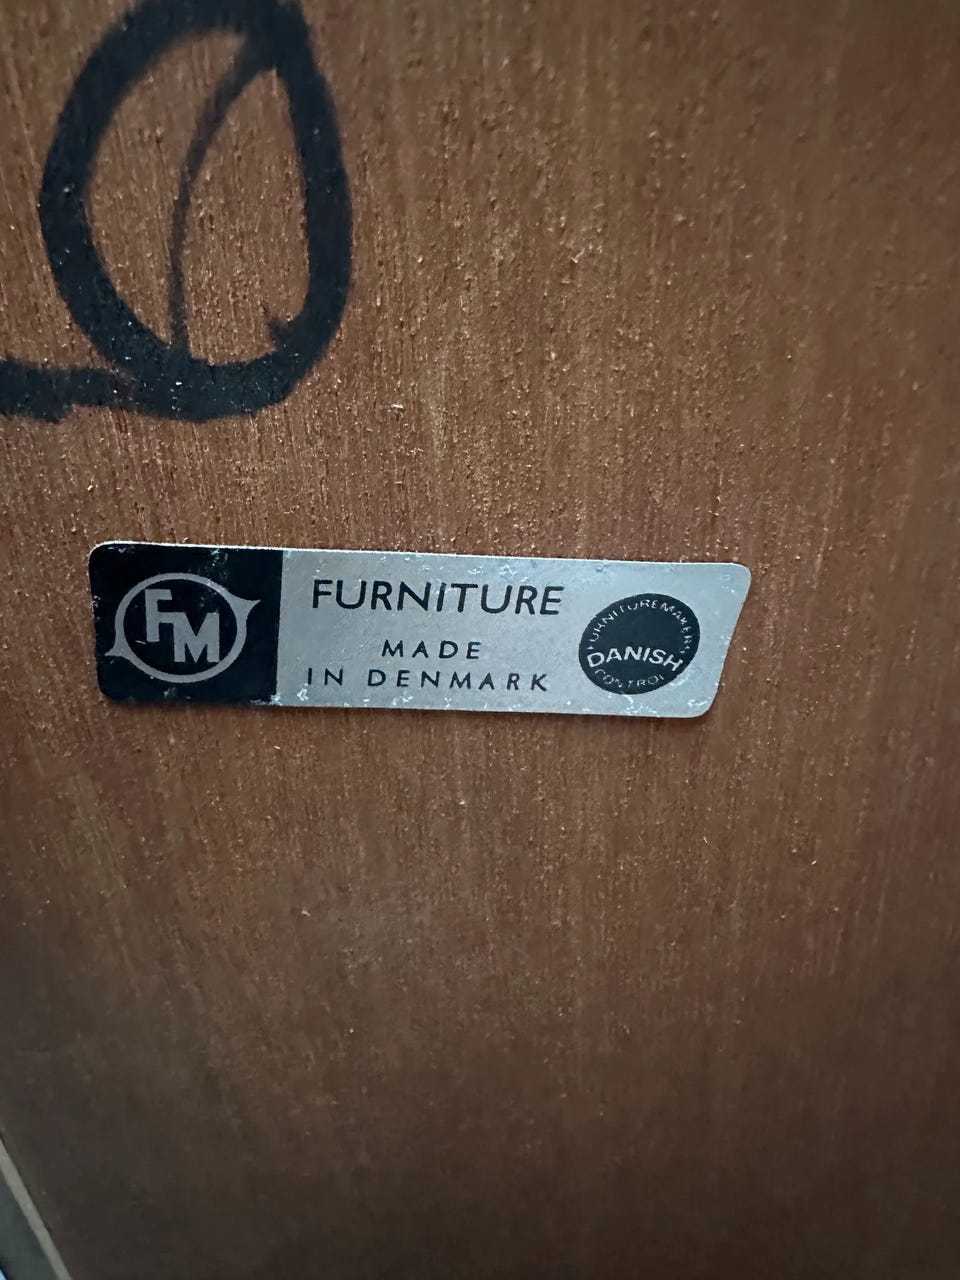 FM
FURNITURE
MADE
IN DENMARK
FURNITUREMAKERS
DANISH
CONTROL